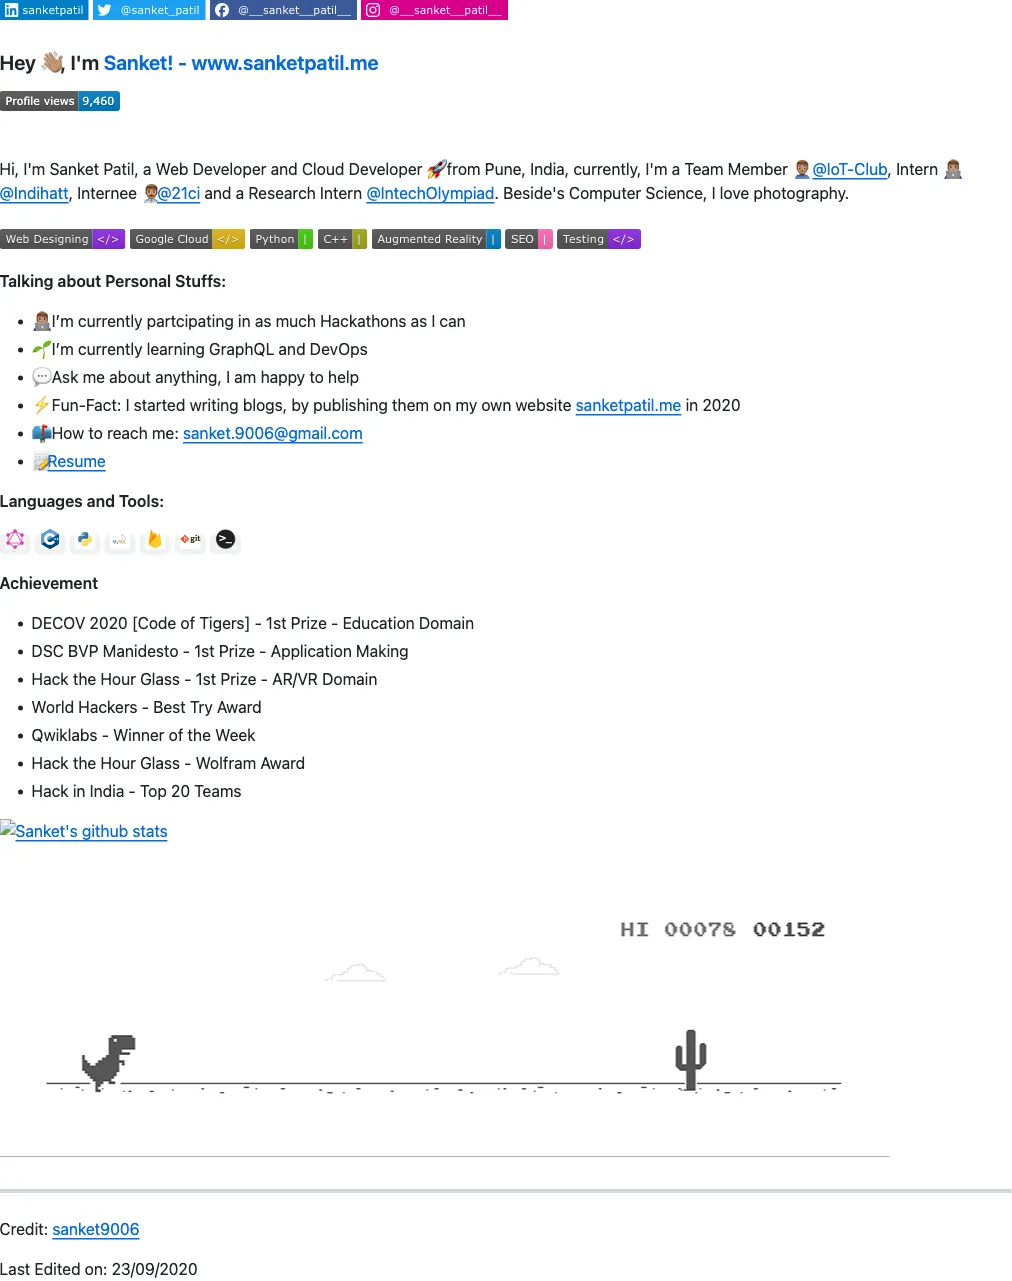 sanketpatil @sanket_patil @__sanket__patil__ @__sanket__patil__
Hey 👋🏽, I'm Sanket! - www.sanketpatil.me
Profile views 9,460
Hi, I'm Sanket Patil, a Web Developer and Cloud Developer 🚀from Pune, India, currently, I'm a Team Member @IoT-Club, Intern
@Indihatt, Internee @21ci and a Research Intern @IntechOlympiad. Beside's Computer Science, I love photography.
Web Designing </> Google Cloud </> Python | C++ | Augmented Reality | SEO | Testing </>
Talking about Personal Stuffs:
I'm currently partcipating in as much Hackathons as I can
🌱I'm currently learning GraphQL and DevOps
💬Ask me about anything, I am happy to help
⚡Fun-Fact: I started writing blogs, by publishing them on my own website sanketpatil.me in 2020
📫How to reach me: sanket.9006@gmail.com
📝Resume
Languages and Tools:
git
Achievement
DECOV 2020 [Code of Tigers] - 1st Prize - Education Domain
DSC BVP Manidesto - 1st Prize - Application Making
Hack the Hour Glass - 1st Prize - AR/VR Domain
World Hackers - Best Try Award
Qwiklabs - Winner of the Week
Hack the Hour Glass - Wolfram Award
Hack in India - Top 20 Teams
Sanket's github stats
HI 00078 00152
Credit: sanket9006
Last Edited on: 23/09/2020